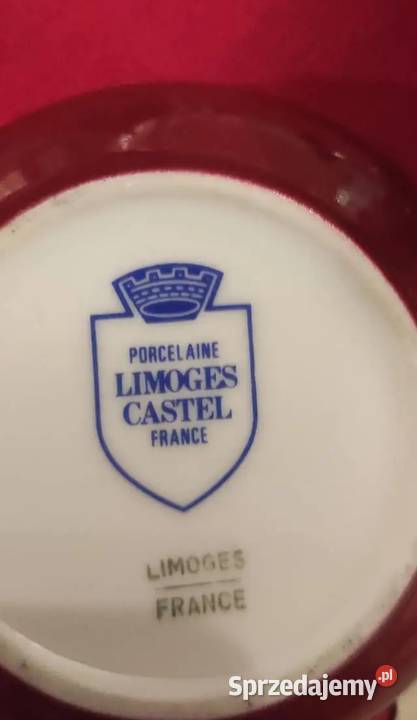 PORCELAINE
LIMOGES
CASTEL
FRANCE
LIMOGES
FRANCE
Sprzedajemy.pl